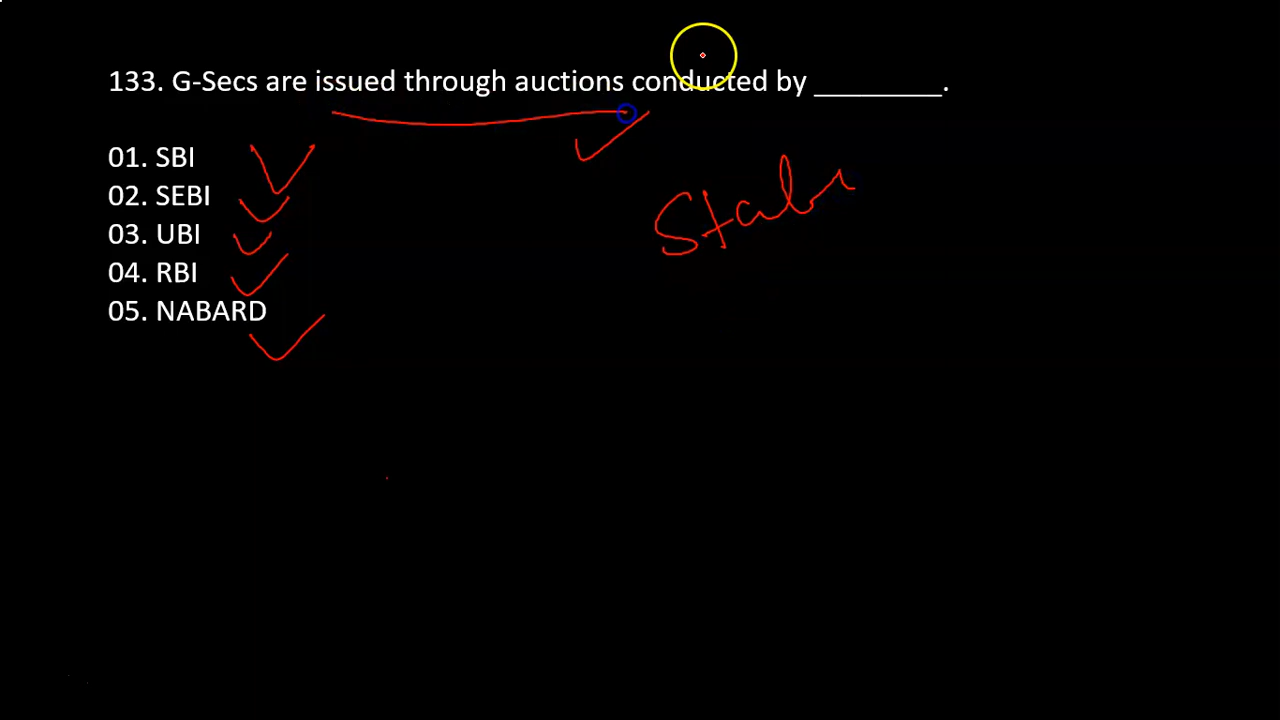 133. G-Secs are issued through auctions conducted by _________.
01. SBI
02. SEBI
03. UBI
04. RBI
05. NABARD